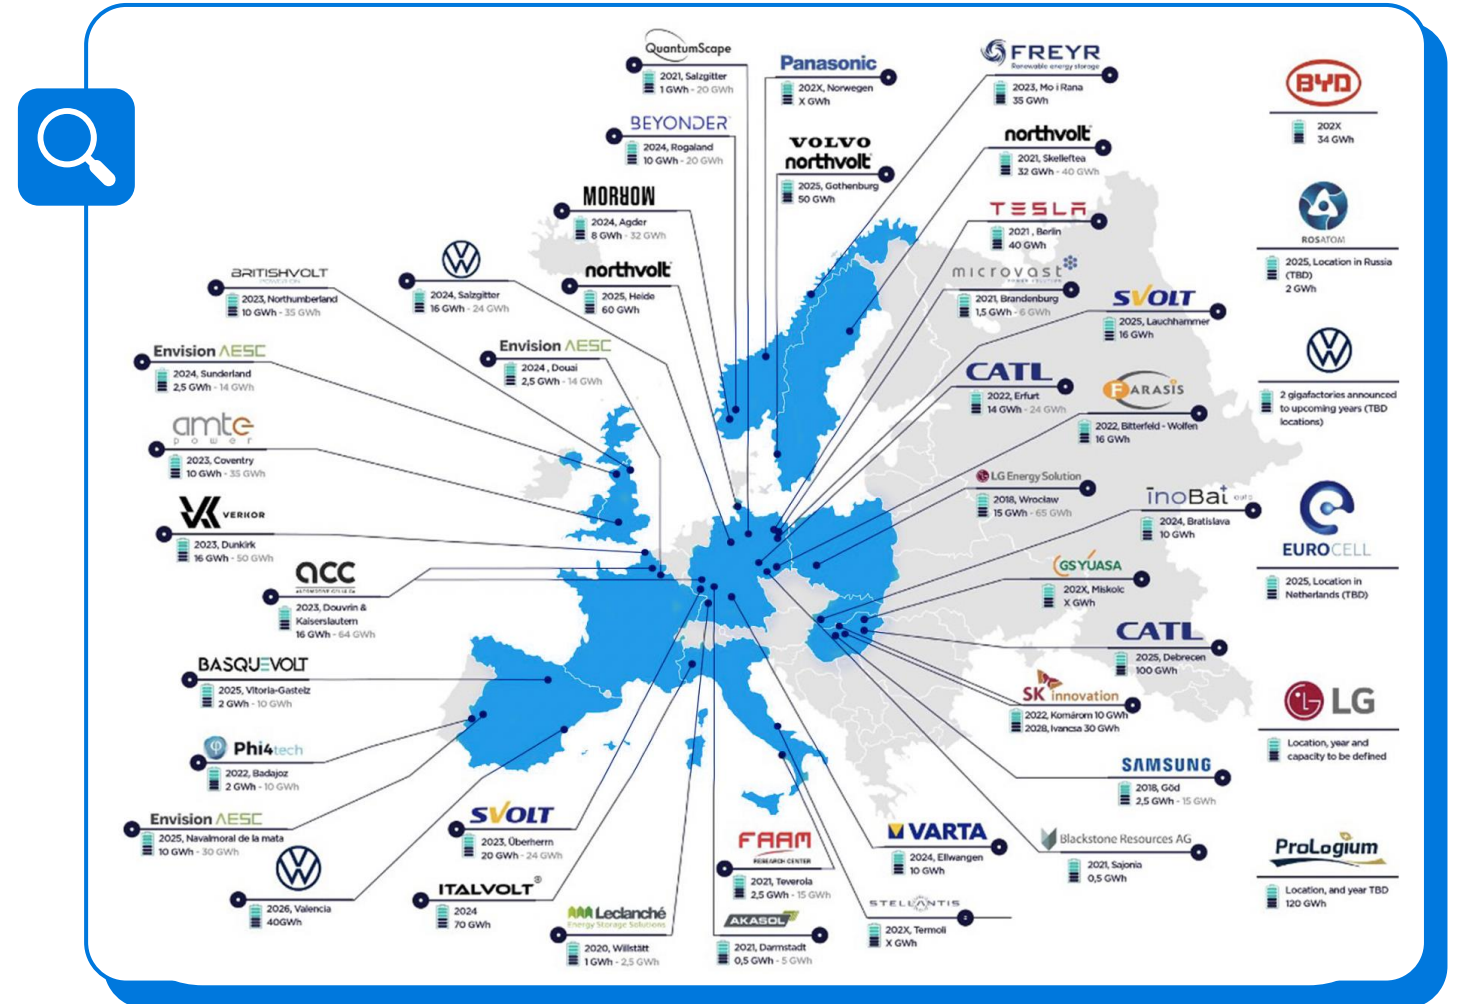 QuantumScape
2021, Salzgitter
1 GWh - 20 GWh
Panasonic
202X, Norwegen
X GWh
FREYR
Renewable energy storage
2023, Mo i Rana
35 GWh
BYD
202X
34 GWh
BEYONDER
2024, Rogaland
10 GWh - 20 GWh
VOLVO
northvolt
2025, Gothenburg
50 GWh
northvolt
2021, Skelleftea
32 GWh - 40 GWh
MORROW
2024, Agder
8 GWh - 32 GWh
TESLA
2021, Berlin
40 GWh
ROSATOM
2025, Location in Russia
(TBD)
2 GWh
2024, Salzgitter
16 GWh - 24 GWh
northvolt
2025, Heide
60 GWh
microvast
2021, Brandenburg
1,5 GWh - 6 GWh
BRITISHVOLT
2023, Northumberland
10 GWh - 35 GWh
SVOLT
2025, Lauchhammer
16 GWh
Envision AESC
2024, Sunderland
2,5 GWh - 14 GWh
Envision AESC
2024 , Douai
2,5 GWh - 14 GWh
CATL
2022, Erfurt
14 GWh - 24 GWh
FARASIS
2022, Bitterfeld - Wolfen
16 GWh
2 gigafactories announced
to upcoming years (TBD
locations)
amte
power
2023, Coventry
10 GWh - 35 GWh
LG Energy Solution
2018, Wrocław
15 GWh - 65 GWh
inoBat auto
2024, Bratislava
10 GWh
VERKOR
2023, Dunkirk
16 GWh - 50 GWh
EUROCELL
2025, Location in
Netherlands (TBD)
acc
2023, Douvrin &
Kaiserslautern
16 GWh - 64 GWh
GS YUASA
202X, Miskolc
X GWh
CATL
2025, Debrecen
100 GWh
BASQUEVOLT
2025, Vitoria-Gasteiz
2 GWh - 10 GWh
SK innovation
2022, Komárom 10 GWh
2028, Ivancsa 30 GWh
LG
Location, year and
capacity to be defined
Phi4tech
2022, Badajoz
2 GWh - 10 GWh
SAMSUNG
2018, Göd
2,5 GWh - 15 GWh
Envision AESC
2025, Navalmoral de la mata
10 GWh - 30 GWh
SVOLT
2023, Überherrn
20 GWh - 24 GWh
FAAM
RESEARCH CENTER
2021, Teverola
2,5 GWh - 15 GWh
VARTA
2024, Ellwangen
10 GWh
Blackstone Resources AG
2021, Sajonia
0,5 GWh
ProLogium
Location, and year TBD
120 GWh
2026, Valencia
40GWh
ITALVOLT®
2024
70 GWh
Leclanché
Energy Storage Solutions
2020, Willstätt
1 GWh - 2,5 GWh
AKASOL
2021, Darmstadt
0,5 GWh - 5 GWh
STELLANTIS
202X, Termoli
X GWh